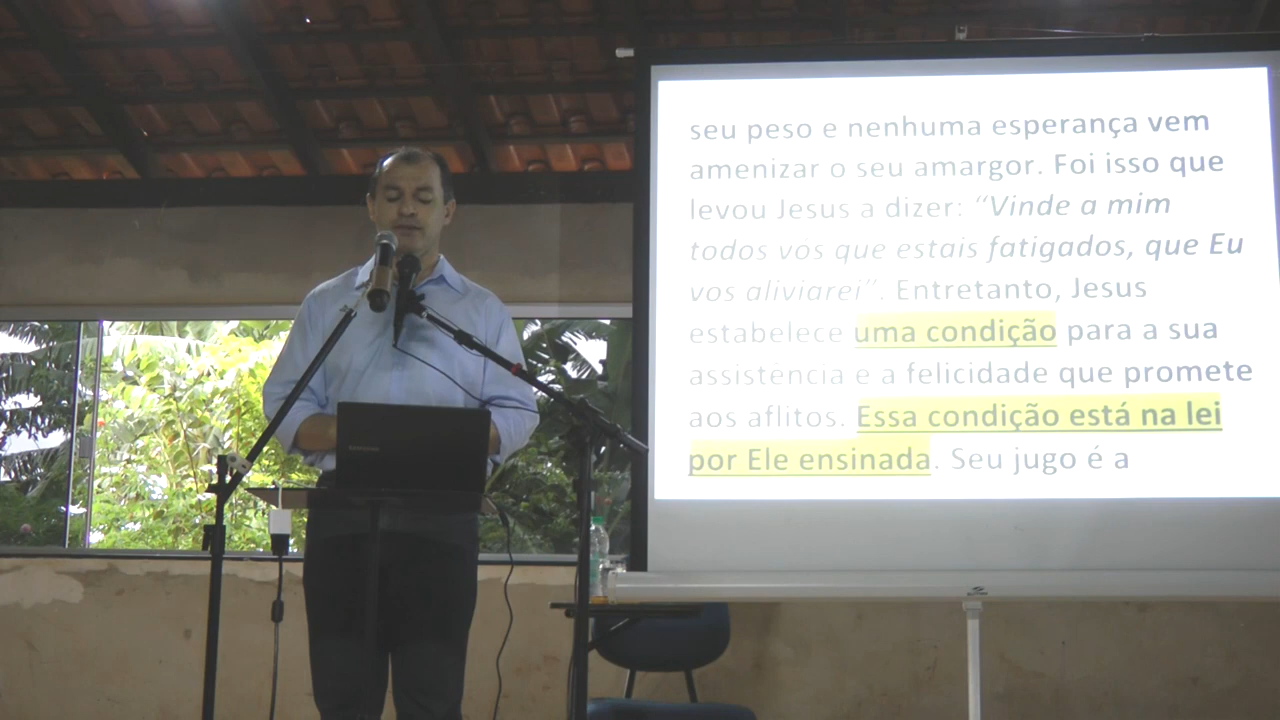 seu peso e nenhuma esperança vem
amenizar o seu amargor. Foi isso que
levou Jesus a dizer: “Vinde a mim
todos vós que estais fatigados, que Eu
vos aliviarei”. Entretanto, Jesus
estabelece uma condição para a sua
assistência e a felicidade que promete
aos aflitos. Essa condição está na lei
por Ele ensinada. Seu jugo é a